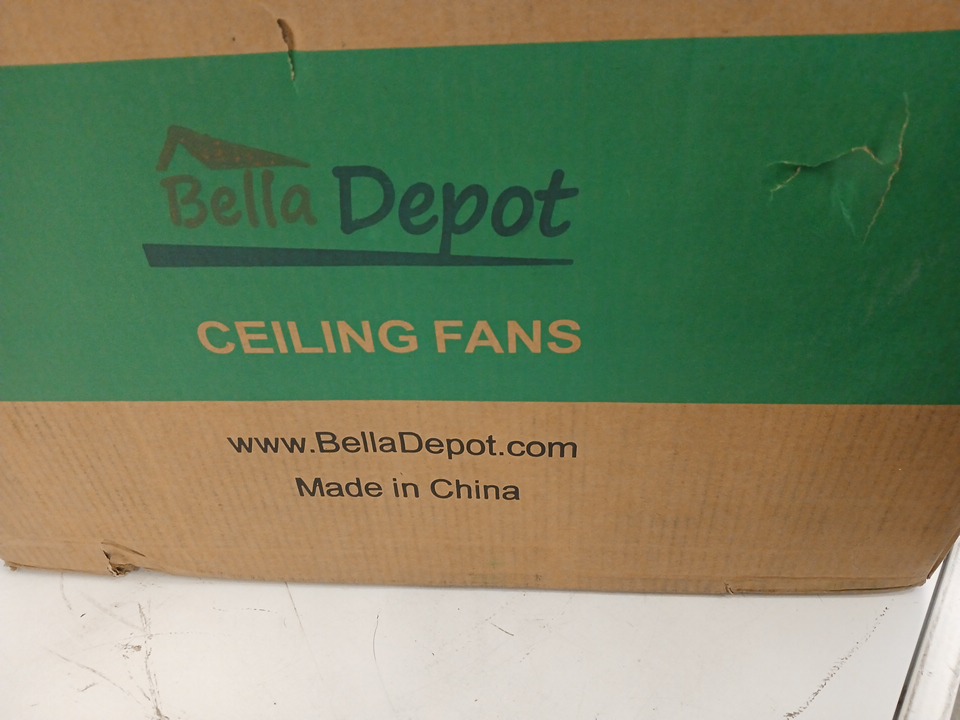 Bella Depot
CEILING FANS
www.BellaDepot.com
Made in China